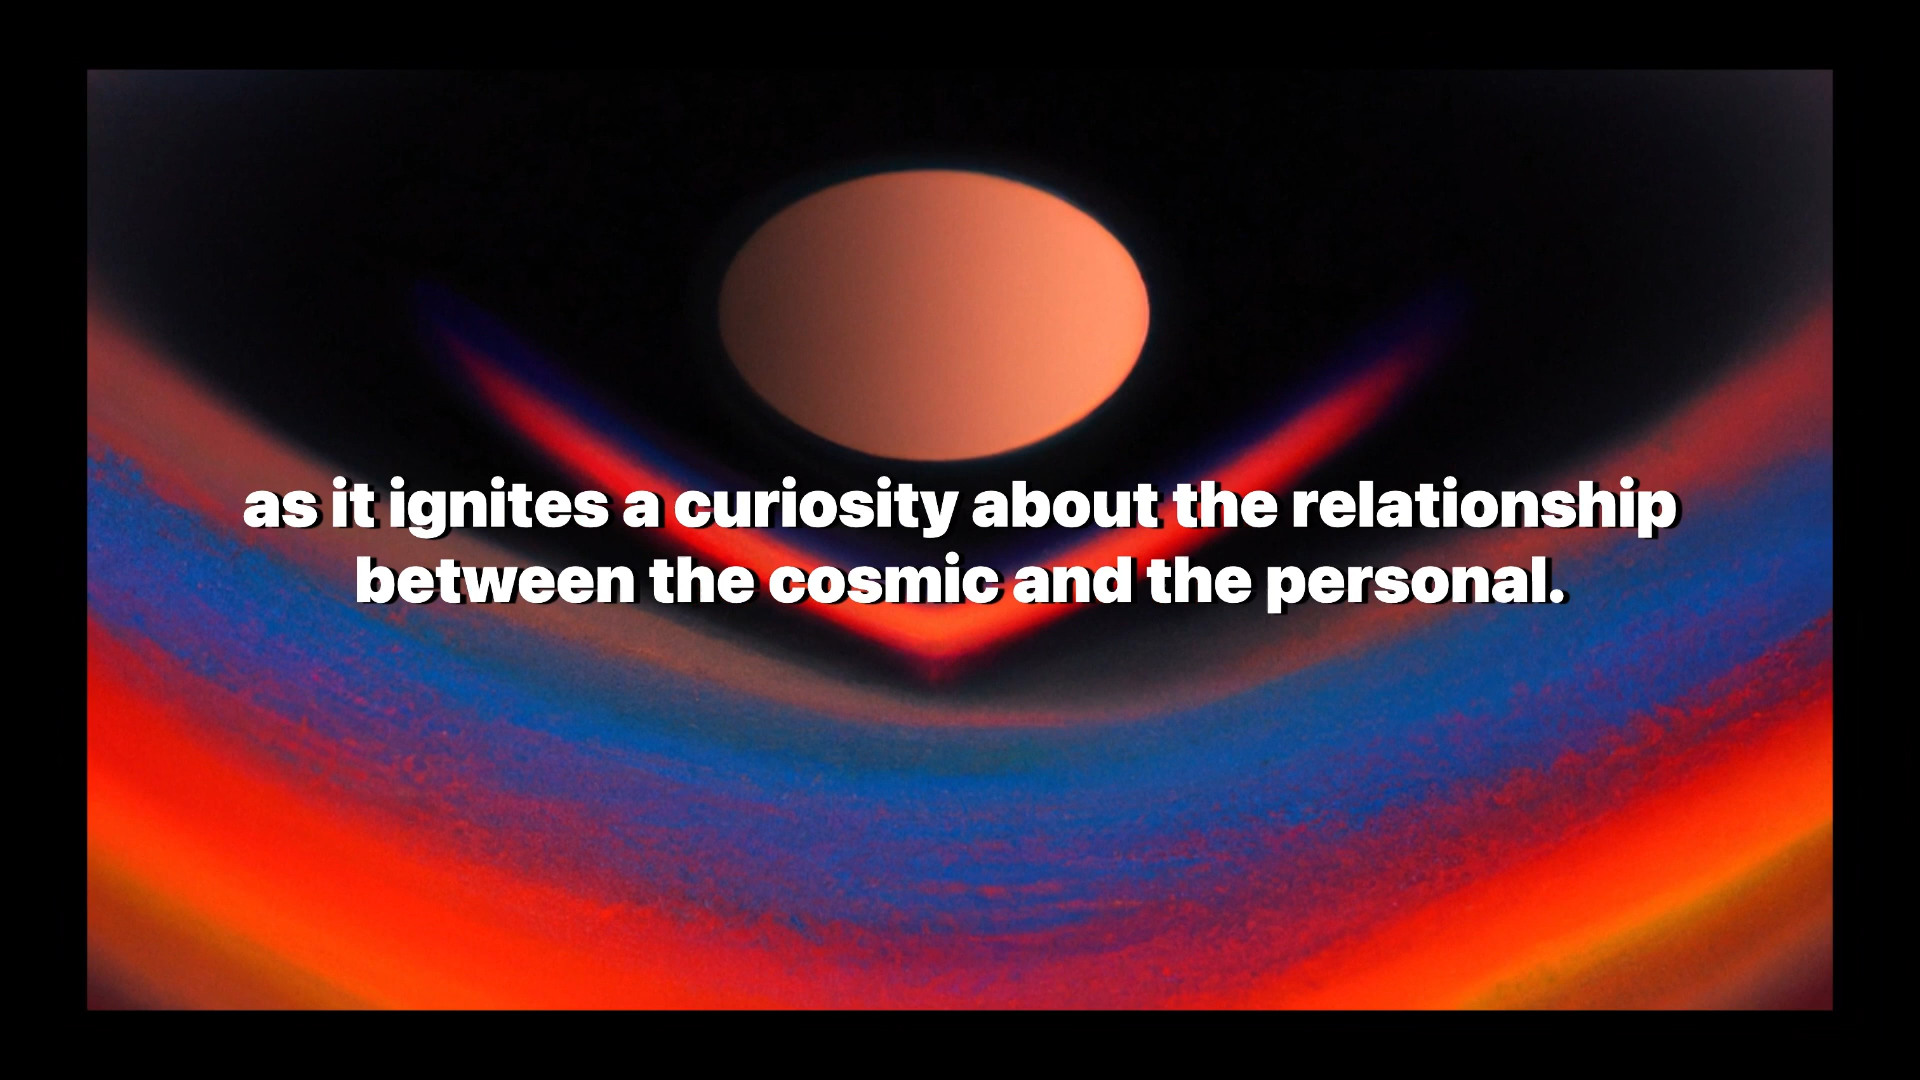 as it ignites a curiosity about the relationship
between the cosmic and the personal.